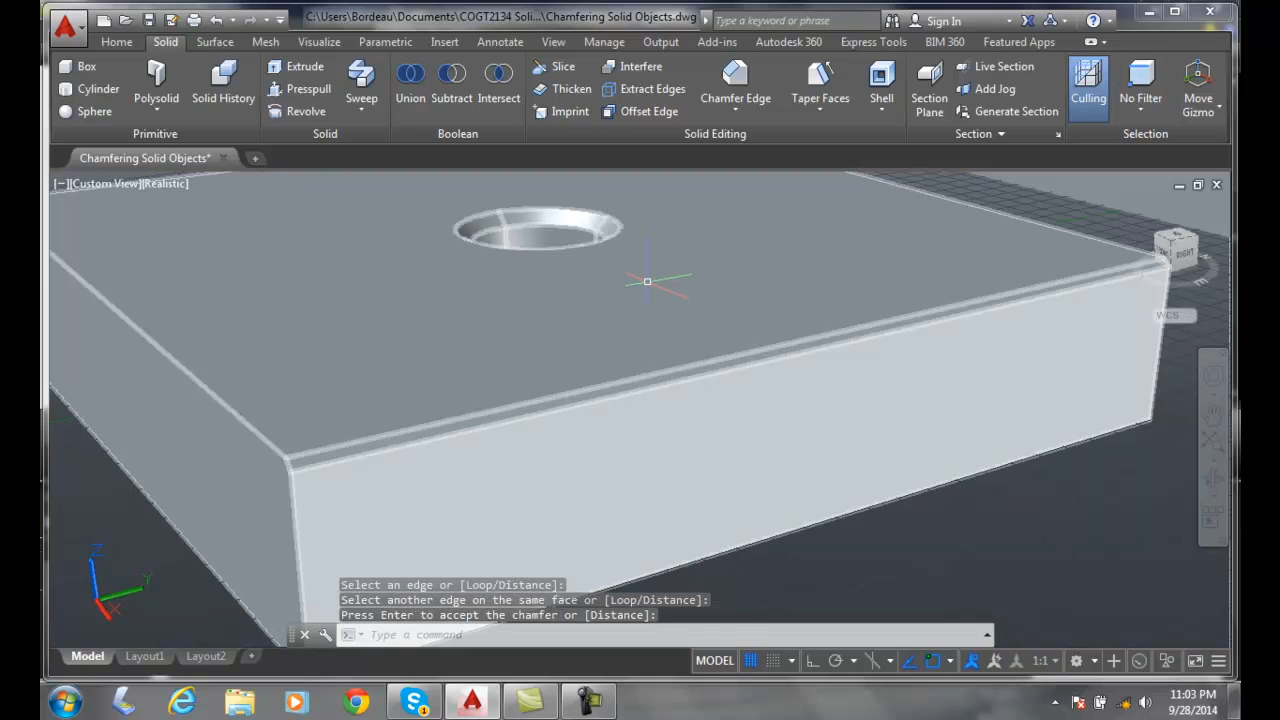 C:\Users\Bordeau\Documents\COGT2134 Soli...\Chamfering Solid Objects.dwg
Type a keyword or phrase
Sign In
Home Solid Surface Mesh Visualize Parametric Insert Annotate View Manage Output Add-ins Autodesk 360 Express Tools BIM 360 Featured Apps
Box
Cylinder
Sphere
Polysolid
Solid History
Extrude
Presspull
Revolve
Sweep
Union
Subtract
Intersect
Slice
Thicken
Imprint
Interfere
Extract Edges
Offset Edge
Chamfer Edge
Taper Faces
Shell
Section
Plane
Live Section
Add Jog
Generate Section
Culling
No Filter
Move
Gizmo
Primitive Solid Boolean Solid Editing Section Selection
Chamfering Solid Objects*
[−][Custom View][Realistic]
RIGHT
E
WCS
Z
Y
X
Select an edge or [Loop/Distance]:
Select another edge on the same face or [Loop/Distance]:
Press Enter to accept the chamfer or [Distance]:
Type a command
Model Layout1 Layout2
MODEL
1:1
1
11:03 PM
9/28/2014